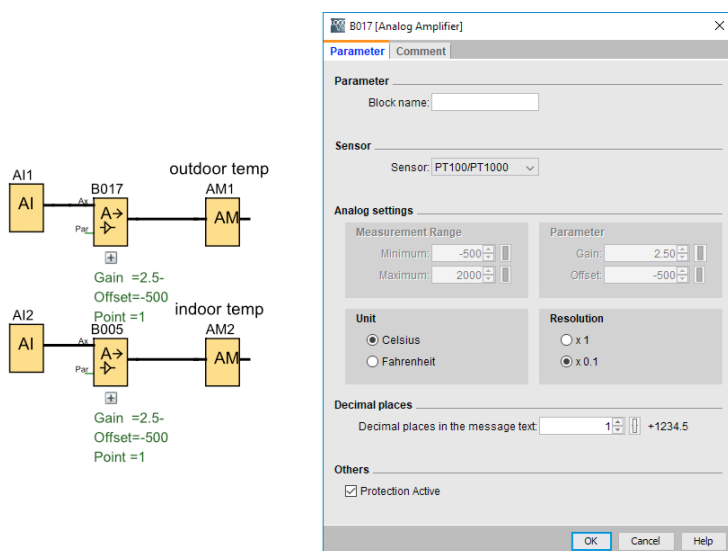 outdoor temp
AI1
B017
AM1
AI
Ax
A→
AM
Par
Gain =2.5-
Offset=-500
Point =1
indoor temp
AI2
B005
AM2
AI
Ax
A→
AM
Par
Gain =2.5-
Offset=-500
Point =1
B017 [Analog Amplifier]
Parameter Comment
Parameter
Block name:
Sensor
Sensor: PT100/PT1000
Analog settings
Measurement Range
Minimum: -500
Maximum: 2000
Parameter
Gain: 2.50
Offset: -500
Unit
Celsius
Fahrenheit
Resolution
x 1
x 0.1
Decimal places
Decimal places in the message text: 1 +1234.5
Others
Protection Active
OK Cancel Help